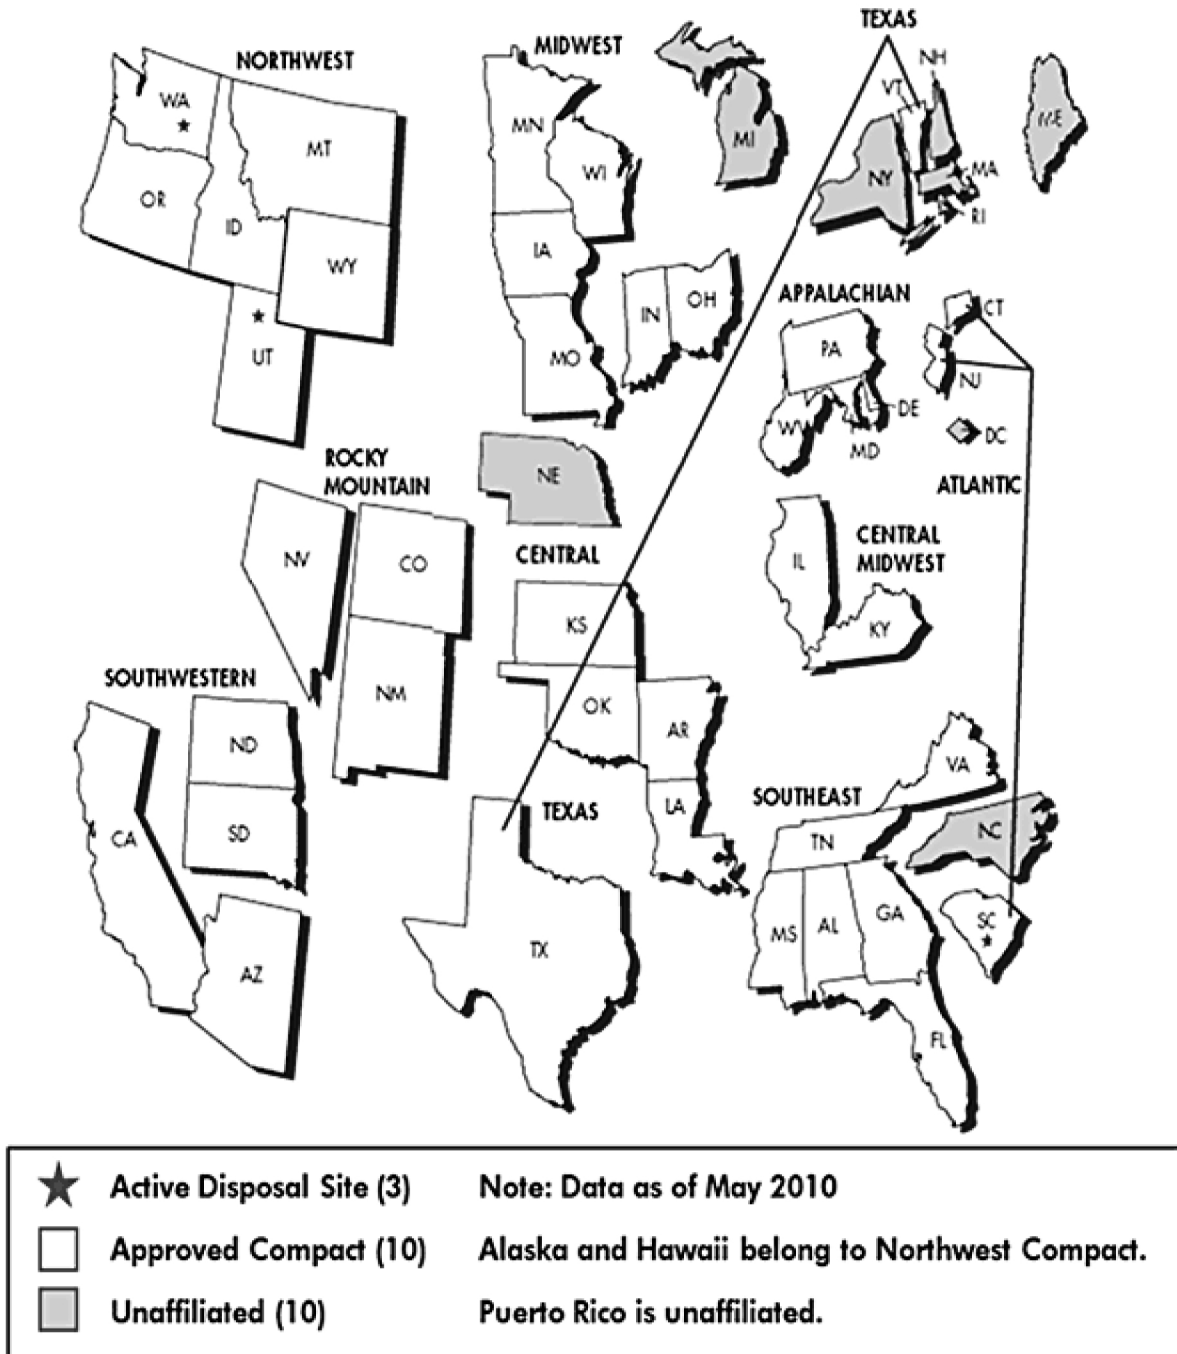 TEXAS
NORTHWEST
MIDWEST
NH
VT
WA
MT
MN
WI
MI
NY
ME
MA
RI
OR
ID
WY
IA
IN
OH
APPALACHIAN
CT
UT
MO
PA
NJ
DE
WV
MD
DC
ROCKY
MOUNTAIN
NE
ATLANTIC
NV
CO
CENTRAL
KS
IL
CENTRAL
MIDWEST
KY
SOUTHWESTERN
NM
OK
AR
ND
VA
CA
SD
TEXAS
LA
SOUTHEAST
TN
NC
AZ
TX
MS
AL
GA
SC
FL
Active Disposal Site (3)
Note: Data as of May 2010
Approved Compact (10)
Alaska and Hawaii belong to Northwest Compact.
Unaffiliated (10)
Puerto Rico is unaffiliated.